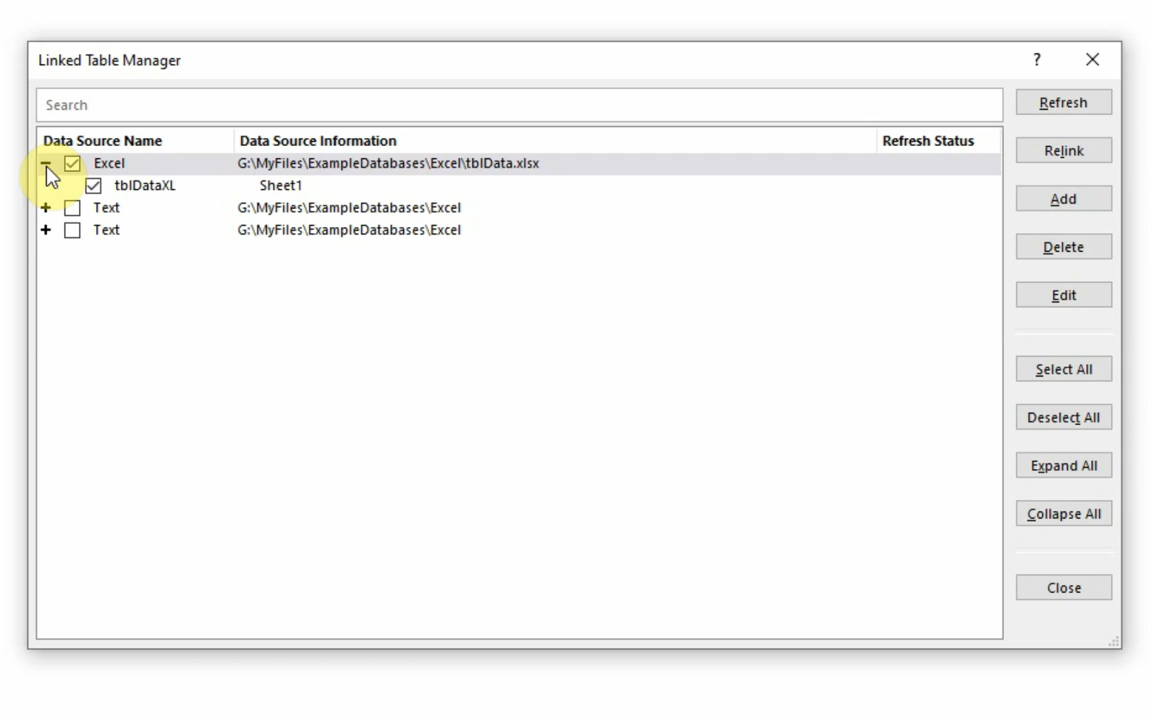 Linked Table Manager
?
Search
Refresh
Data Source Name Data Source Information Refresh Status
Excel G:\MyFiles\ExampleDatabases\Excel\tblData.xlsx
Relink
tblDataXL Sheet1
Add
Text G:\MyFiles\ExampleDatabases\Excel
Text G:\MyFiles\ExampleDatabases\Excel
Delete
Edit
Select All
Deselect All
Expand All
Collapse All
Close